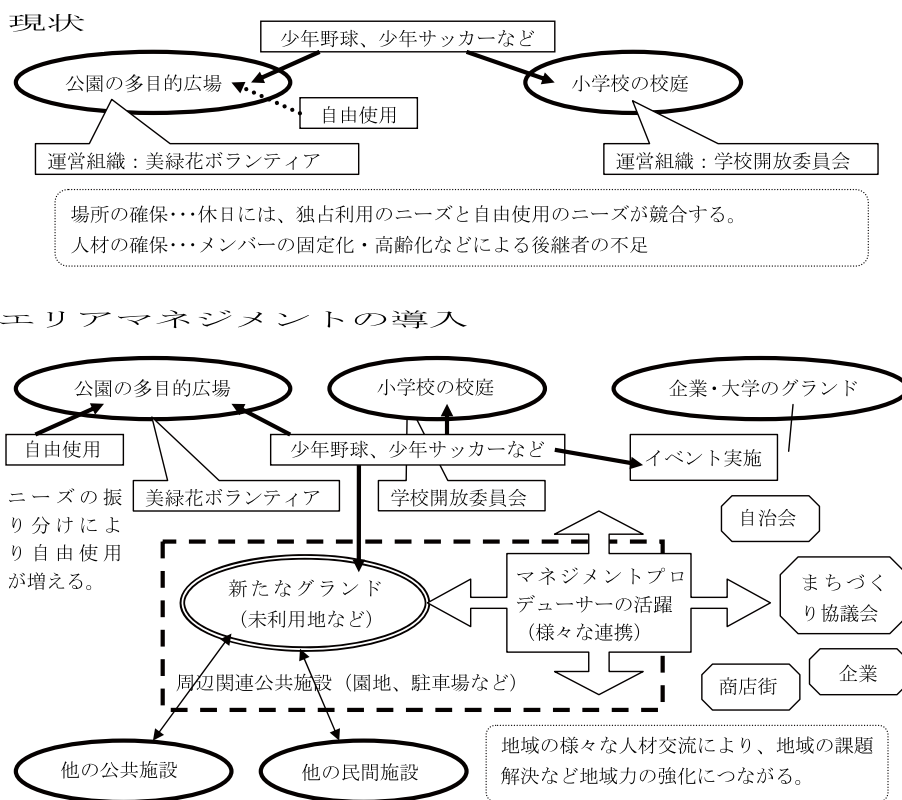 現状
少年野球、少年サッカーなど
公園の多目的広場
小学校の校庭
自由使用
運営組織：美緑花ボランティア
運営組織：学校開放委員会
場所の確保･･･休日には、独占利用のニーズと自由使用のニーズが競合する。
人材の確保･･･メンバーの固定化・高齢化などによる後継者の不足
エリアマネジメントの導入
公園の多目的広場
小学校の校庭
企業･大学のグランド
自由使用
少年野球、少年サッカーなど
イベント実施
美緑花ボランティア
学校開放委員会
ニーズの振
り分けによ
り自由使用
が増える。
自治会
新たなグランド
（未利用地など）
マネジメントプロ
デューサーの活躍
（様々な連携）
まちづく
り協議会
周辺関連公共施設（園地、駐車場など）
商店街
企業
他の公共施設
他の民間施設
地域の様々な人材交流により、地域の課題
解決など地域力の強化につながる。